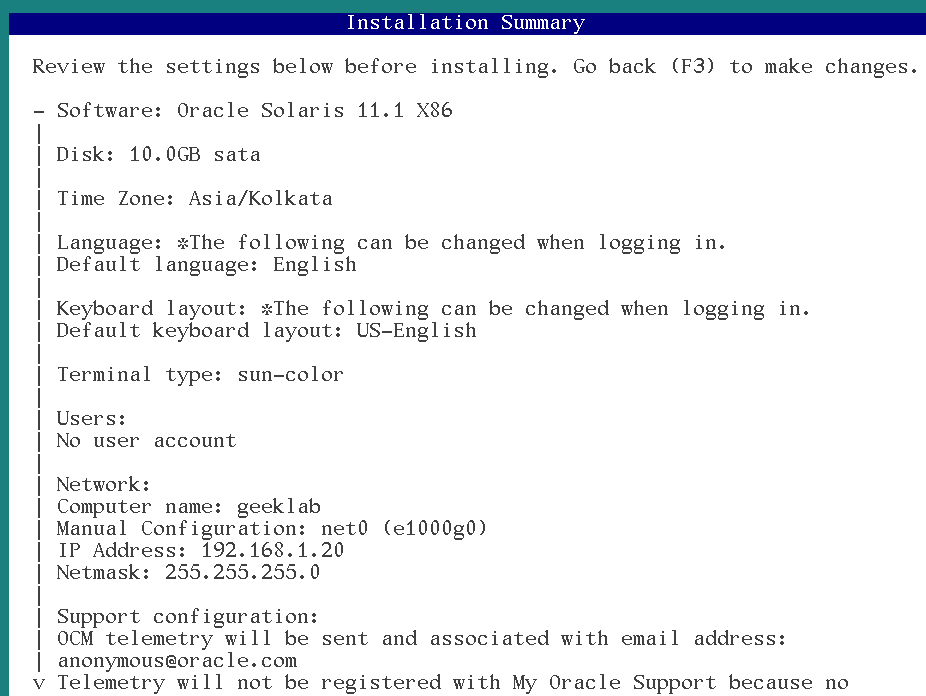 Installation Summary
Review the settings below before installing. Go back (F3) to make changes.
- Software: Oracle Solaris 11.1 X86
|
| Disk: 10.0GB sata
|
| Time Zone: Asia/Kolkata
|
| Language: *The following can be changed when logging in.
| Default language: English
|
| Keyboard layout: *The following can be changed when logging in.
| Default keyboard layout: US-English
|
| Terminal type: sun-color
|
| Users:
| No user account
|
| Network:
| Computer name: geeklab
| Manual Configuration: net0 (e1000g0)
| IP Address: 192.168.1.20
| Netmask: 255.255.255.0
|
| Support configuration:
| OCM telemetry will be sent and associated with email address:
| anonymous@oracle.com
v Telemetry will not be registered with My Oracle Support because no